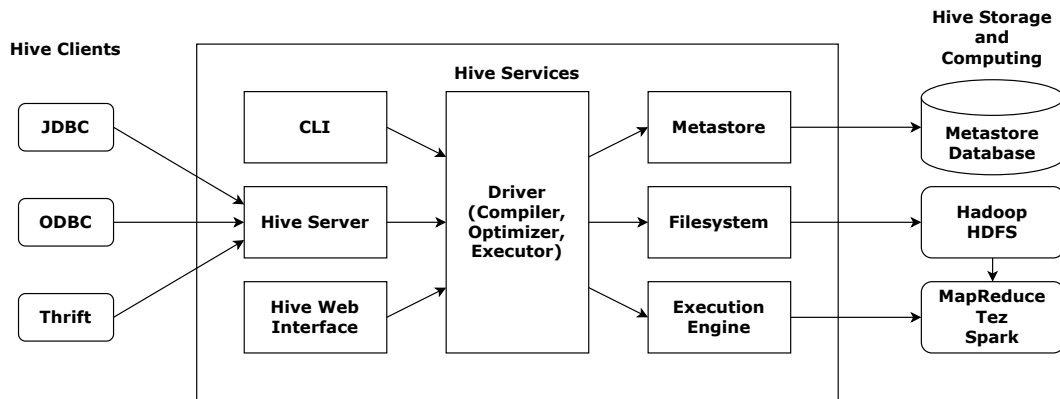 Hive Clients
JDBC
ODBC
Thrift
Hive Services
CLI
Hive Server
Hive Web
Interface
Driver
(Compiler,
Optimizer,
Executor)
Metastore
Filesystem
Execution
Engine
Hive Storage
and
Computing
Metastore
Database
Hadoop
HDFS
MapReduce
Tez
Spark